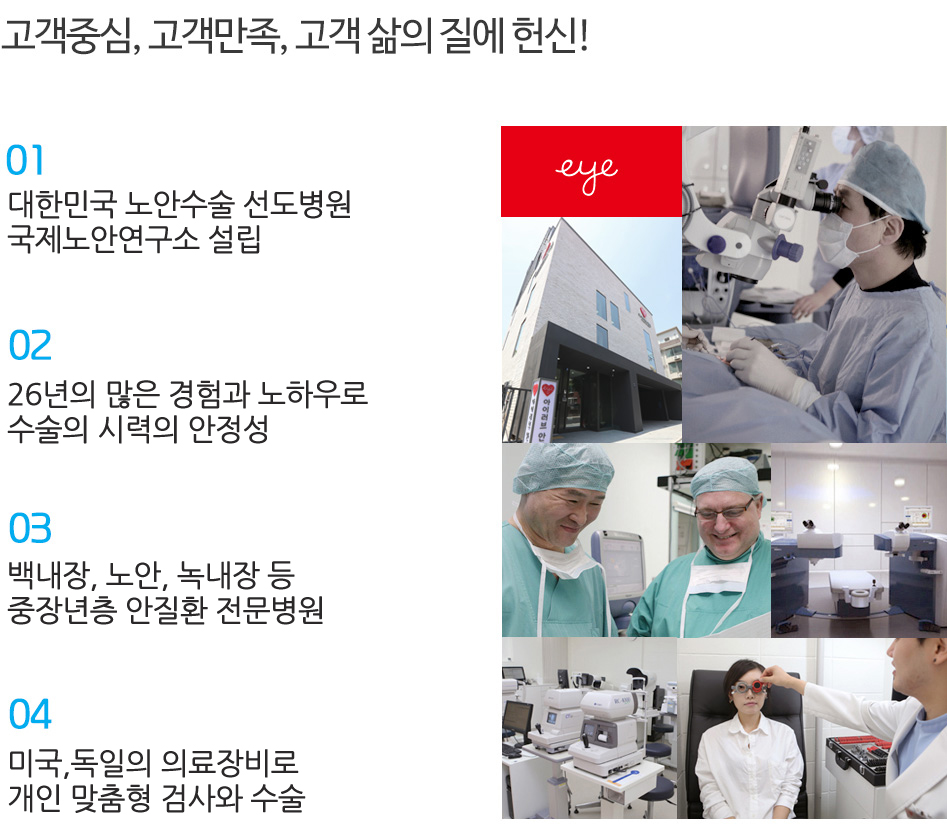 고객중심, 고객만족, 고객 삶의 질에 헌신!
01
대한민국 노안수술 선도병원
국제노안연구소 설립
02
26년의 많은 경험과 노하우로
수술의 시력의 안정성
03
백내장, 노안, 녹내장 등
중장년층 안질환 전문병원
04
미국,독일의 의료장비로
개인 맞춤형 검사와 수술
eye
아이러브 안